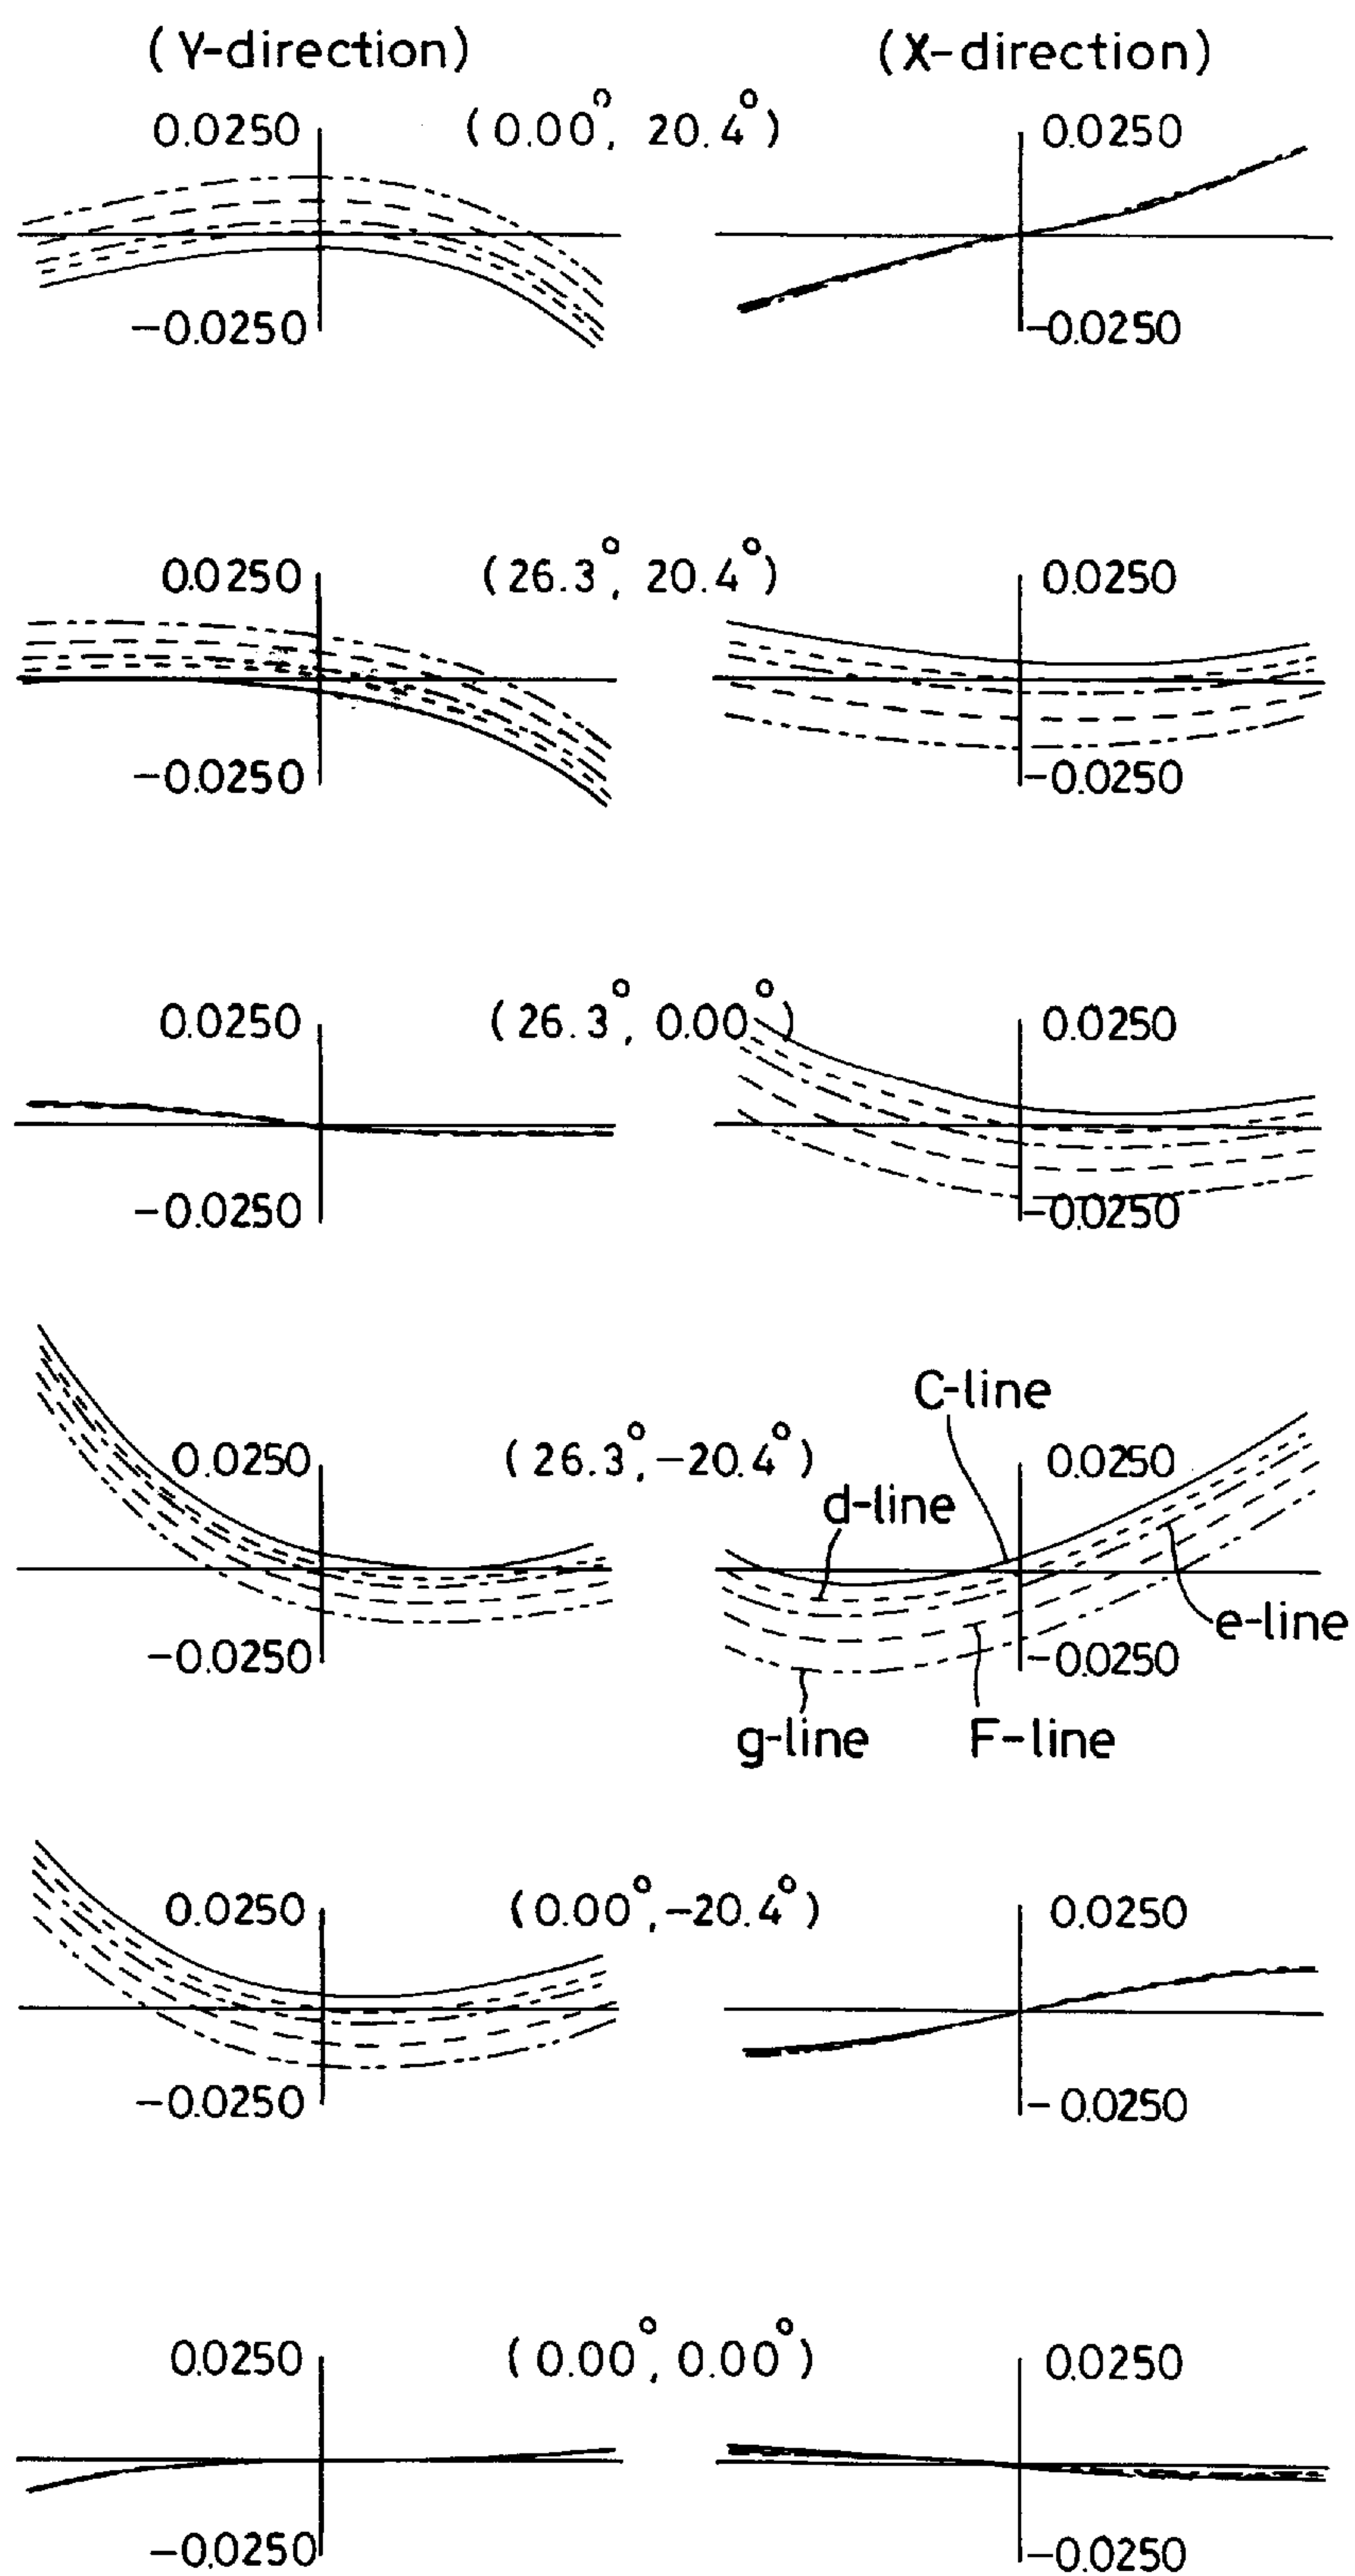 (Y-direction) (X-direction)
0.0250 (0.00°, 20.4°) 0.0250
-0.0250 -0.0250
0.0250 (26.3°, 20.4°) 0.0250
-0.0250 -0.0250
0.0250 (26.3°, 0.00°) 0.0250
-0.0250 -0.0250
C-line
0.0250 (26.3°,-20.4°) 0.0250
d-line
e-line
-0.0250 -0.0250
g-line F-line
0.0250 (0.00°,-20.4°) 0.0250
-0.0250 -0.0250
0.0250 (0.00°, 0.00°) 0.0250
-0.0250 -0.0250